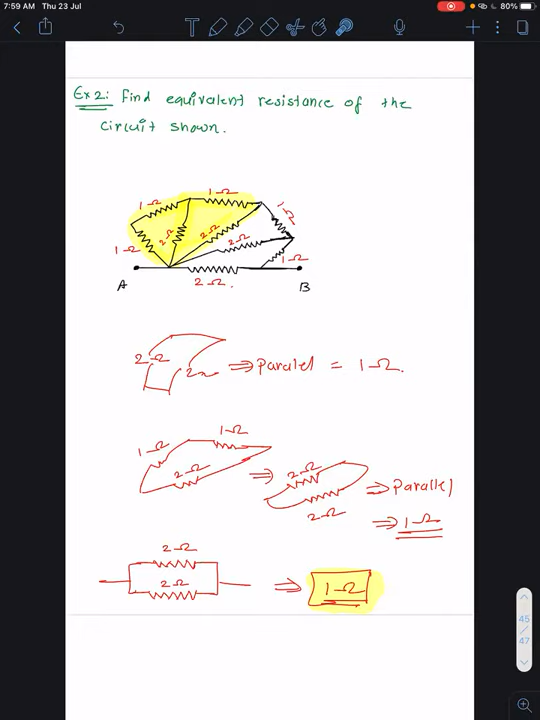 7:59 AM Thu 23 Jul
80%
Ex 2: Find equivalent resistance of the
circuit shown.
1Ω
1Ω
1Ω
1Ω
2Ω
2Ω
2Ω
1Ω
2Ω.
A
B
2Ω
2Ω
⇒ Parallel = 1Ω.
1Ω
1Ω
2Ω
⇒
2Ω
2Ω
⇒ Parallel
⇒ 1Ω
2Ω
2Ω
⇒ 1Ω
45
/
47